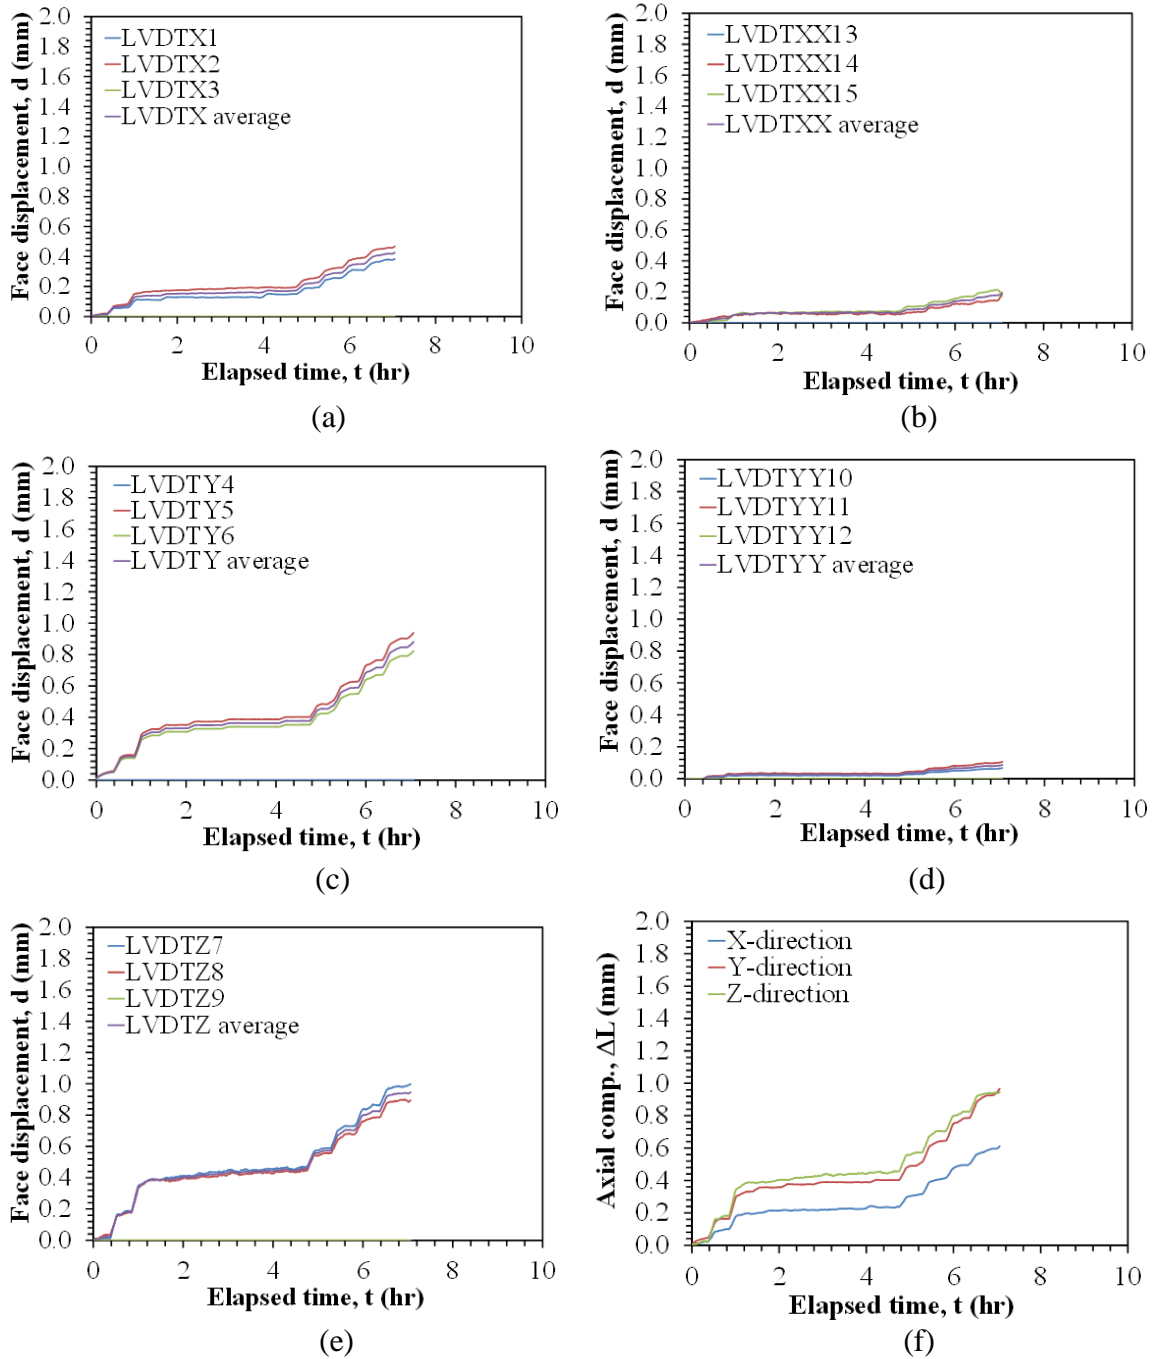 Face displacement, d (mm)
2.0
1.8
1.6
1.4
1.2
1.0
0.8
0.6
0.4
0.2
0.0
LVDTX1
LVDTX2
LVDTX3
LVDTX average
0 2 4 6 8 10
Elapsed time, t (hr)
(a)
Face displacement, d (mm)
2.0
1.8
1.6
1.4
1.2
1.0
0.8
0.6
0.4
0.2
0.0
LVDTXX13
LVDTXX14
LVDTXX15
LVDTXX average
0 2 4 6 8 10
Elapsed time, t (hr)
(b)
Face displacement, d (mm)
2.0
1.8
1.6
1.4
1.2
1.0
0.8
0.6
0.4
0.2
0.0
LVDTY4
LVDTY5
LVDTY6
LVDTY average
0 2 4 6 8 10
Elapsed time, t (hr)
(c)
Face displacement, d (mm)
2.0
1.8
1.6
1.4
1.2
1.0
0.8
0.6
0.4
0.2
0.0
LVDTYY10
LVDTYY11
LVDTYY12
LVDTYY average
0 2 4 6 8 10
Elapsed time, t (hr)
(d)
Face displacement, d (mm)
2.0
1.8
1.6
1.4
1.2
1.0
0.8
0.6
0.4
0.2
0.0
LVDTZ7
LVDTZ8
LVDTZ9
LVDTZ average
0 2 4 6 8 10
Elapsed time, t (hr)
(e)
Axial comp., ΔL (mm)
2.0
1.8
1.6
1.4
1.2
1.0
0.8
0.6
0.4
0.2
0.0
X-direction
Y-direction
Z-direction
0 2 4 6 8 10
Elapsed time, t (hr)
(f)